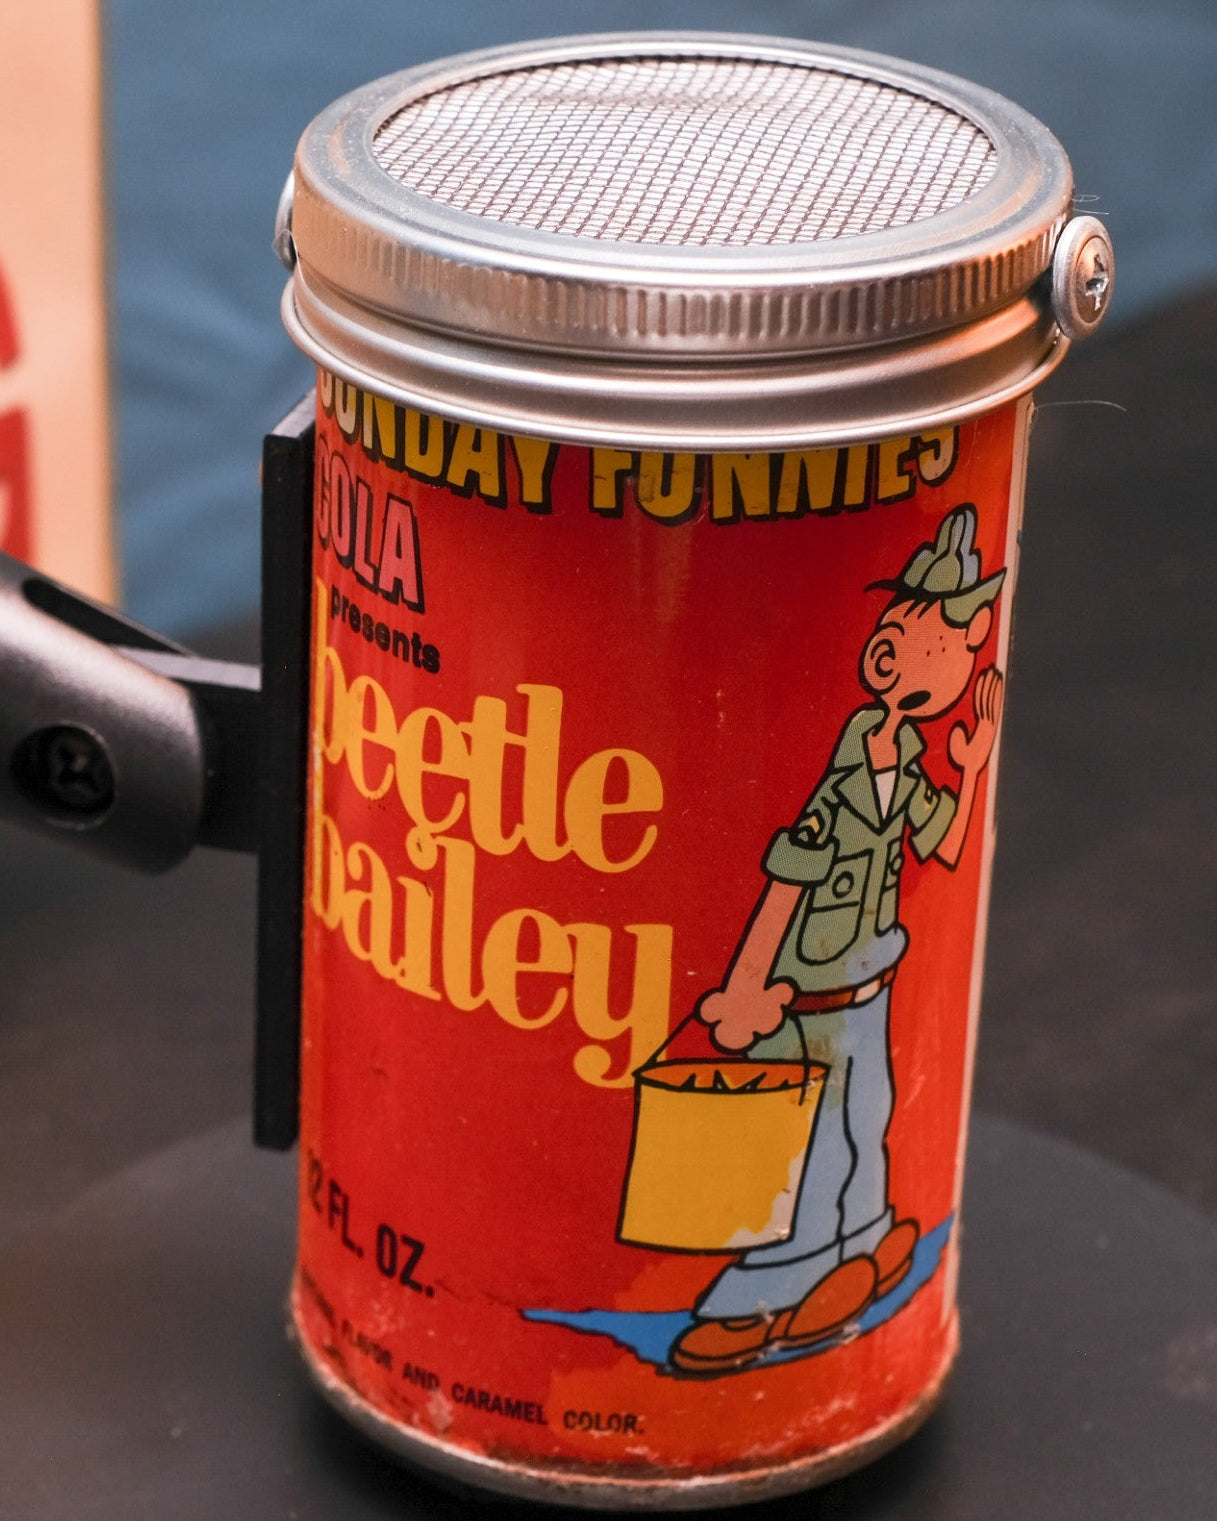 SUNDAY FUNNIES
COLA
presents
beetle
bailey
12 FL. OZ.
FLAVOR AND CARAMEL COLOR.